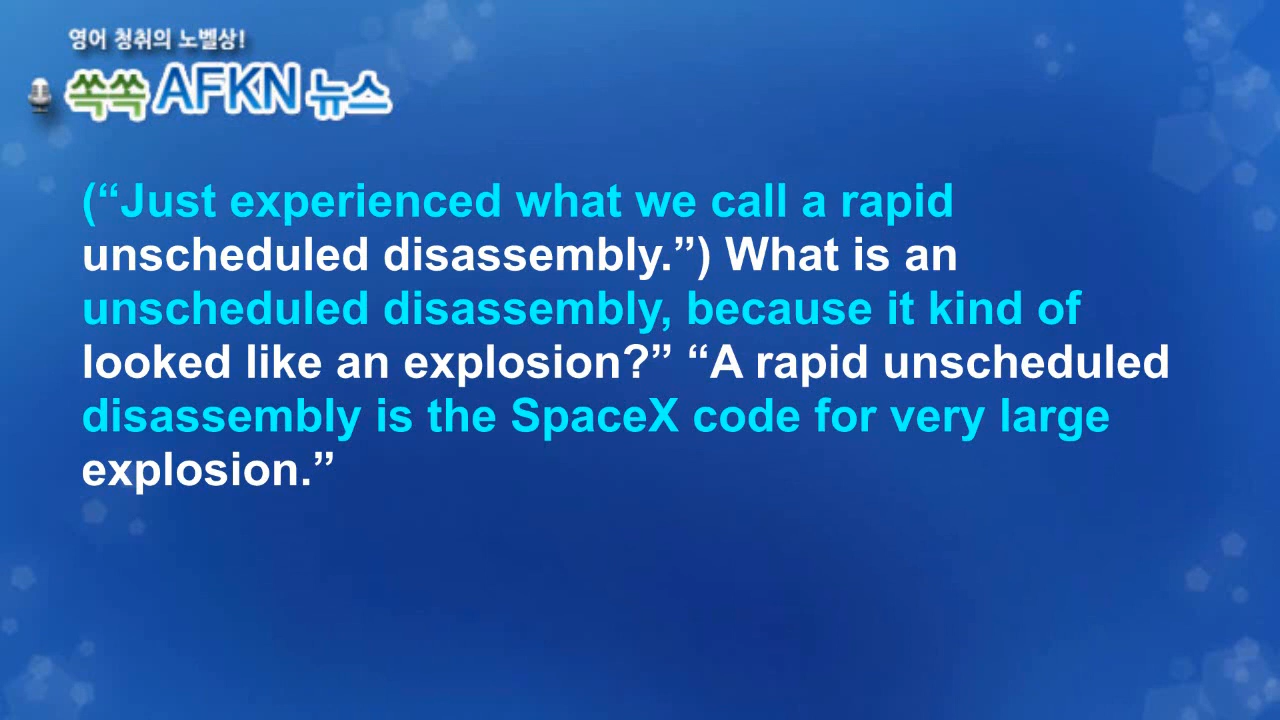 영어 청취의 노벨상!
쏙쏙 AFKN 뉴스
(“Just experienced what we call a rapid
unscheduled disassembly.”) What is an
unscheduled disassembly, because it kind of
looked like an explosion?” “A rapid unscheduled
disassembly is the SpaceX code for very large
explosion.”